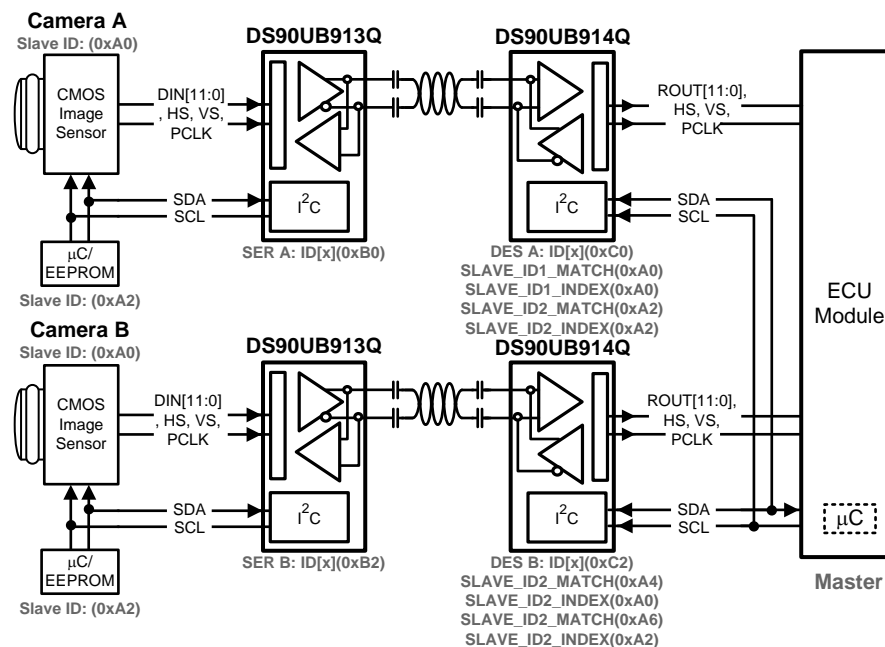 Camera A
Slave ID: (0xA0)
DS90UB913Q
DS90UB914Q
CMOS
Image
Sensor
DIN[11:0]
, HS, VS,
PCLK
ROUT[11:0],
HS, VS,
PCLK
SDA
SCL
I2C
I2C
SDA
SCL
µC/
EEPROM
Slave ID: (0xA2)
SER A: ID[x](0xB0)
DES A: ID[x](0xC0)
SLAVE_ID1_MATCH(0xA0)
SLAVE_ID1_INDEX(0xA0)
SLAVE_ID2_MATCH(0xA2)
SLAVE_ID2_INDEX(0xA2)
ECU
Module
Camera B
Slave ID: (0xA0)
DS90UB913Q
DS90UB914Q
CMOS
Image
Sensor
DIN[11:0]
, HS, VS,
PCLK
ROUT[11:0],
HS, VS,
PCLK
SDA
SCL
I2C
I2C
SDA
SCL
µC
µC/
EEPROM
Slave ID: (0xA2)
SER B: ID[x](0xB2)
DES B: ID[x](0xC2)
SLAVE_ID2_MATCH(0xA4)
SLAVE_ID2_INDEX(0xA0)
SLAVE_ID2_MATCH(0xA6)
SLAVE_ID2_INDEX(0xA2)
Master